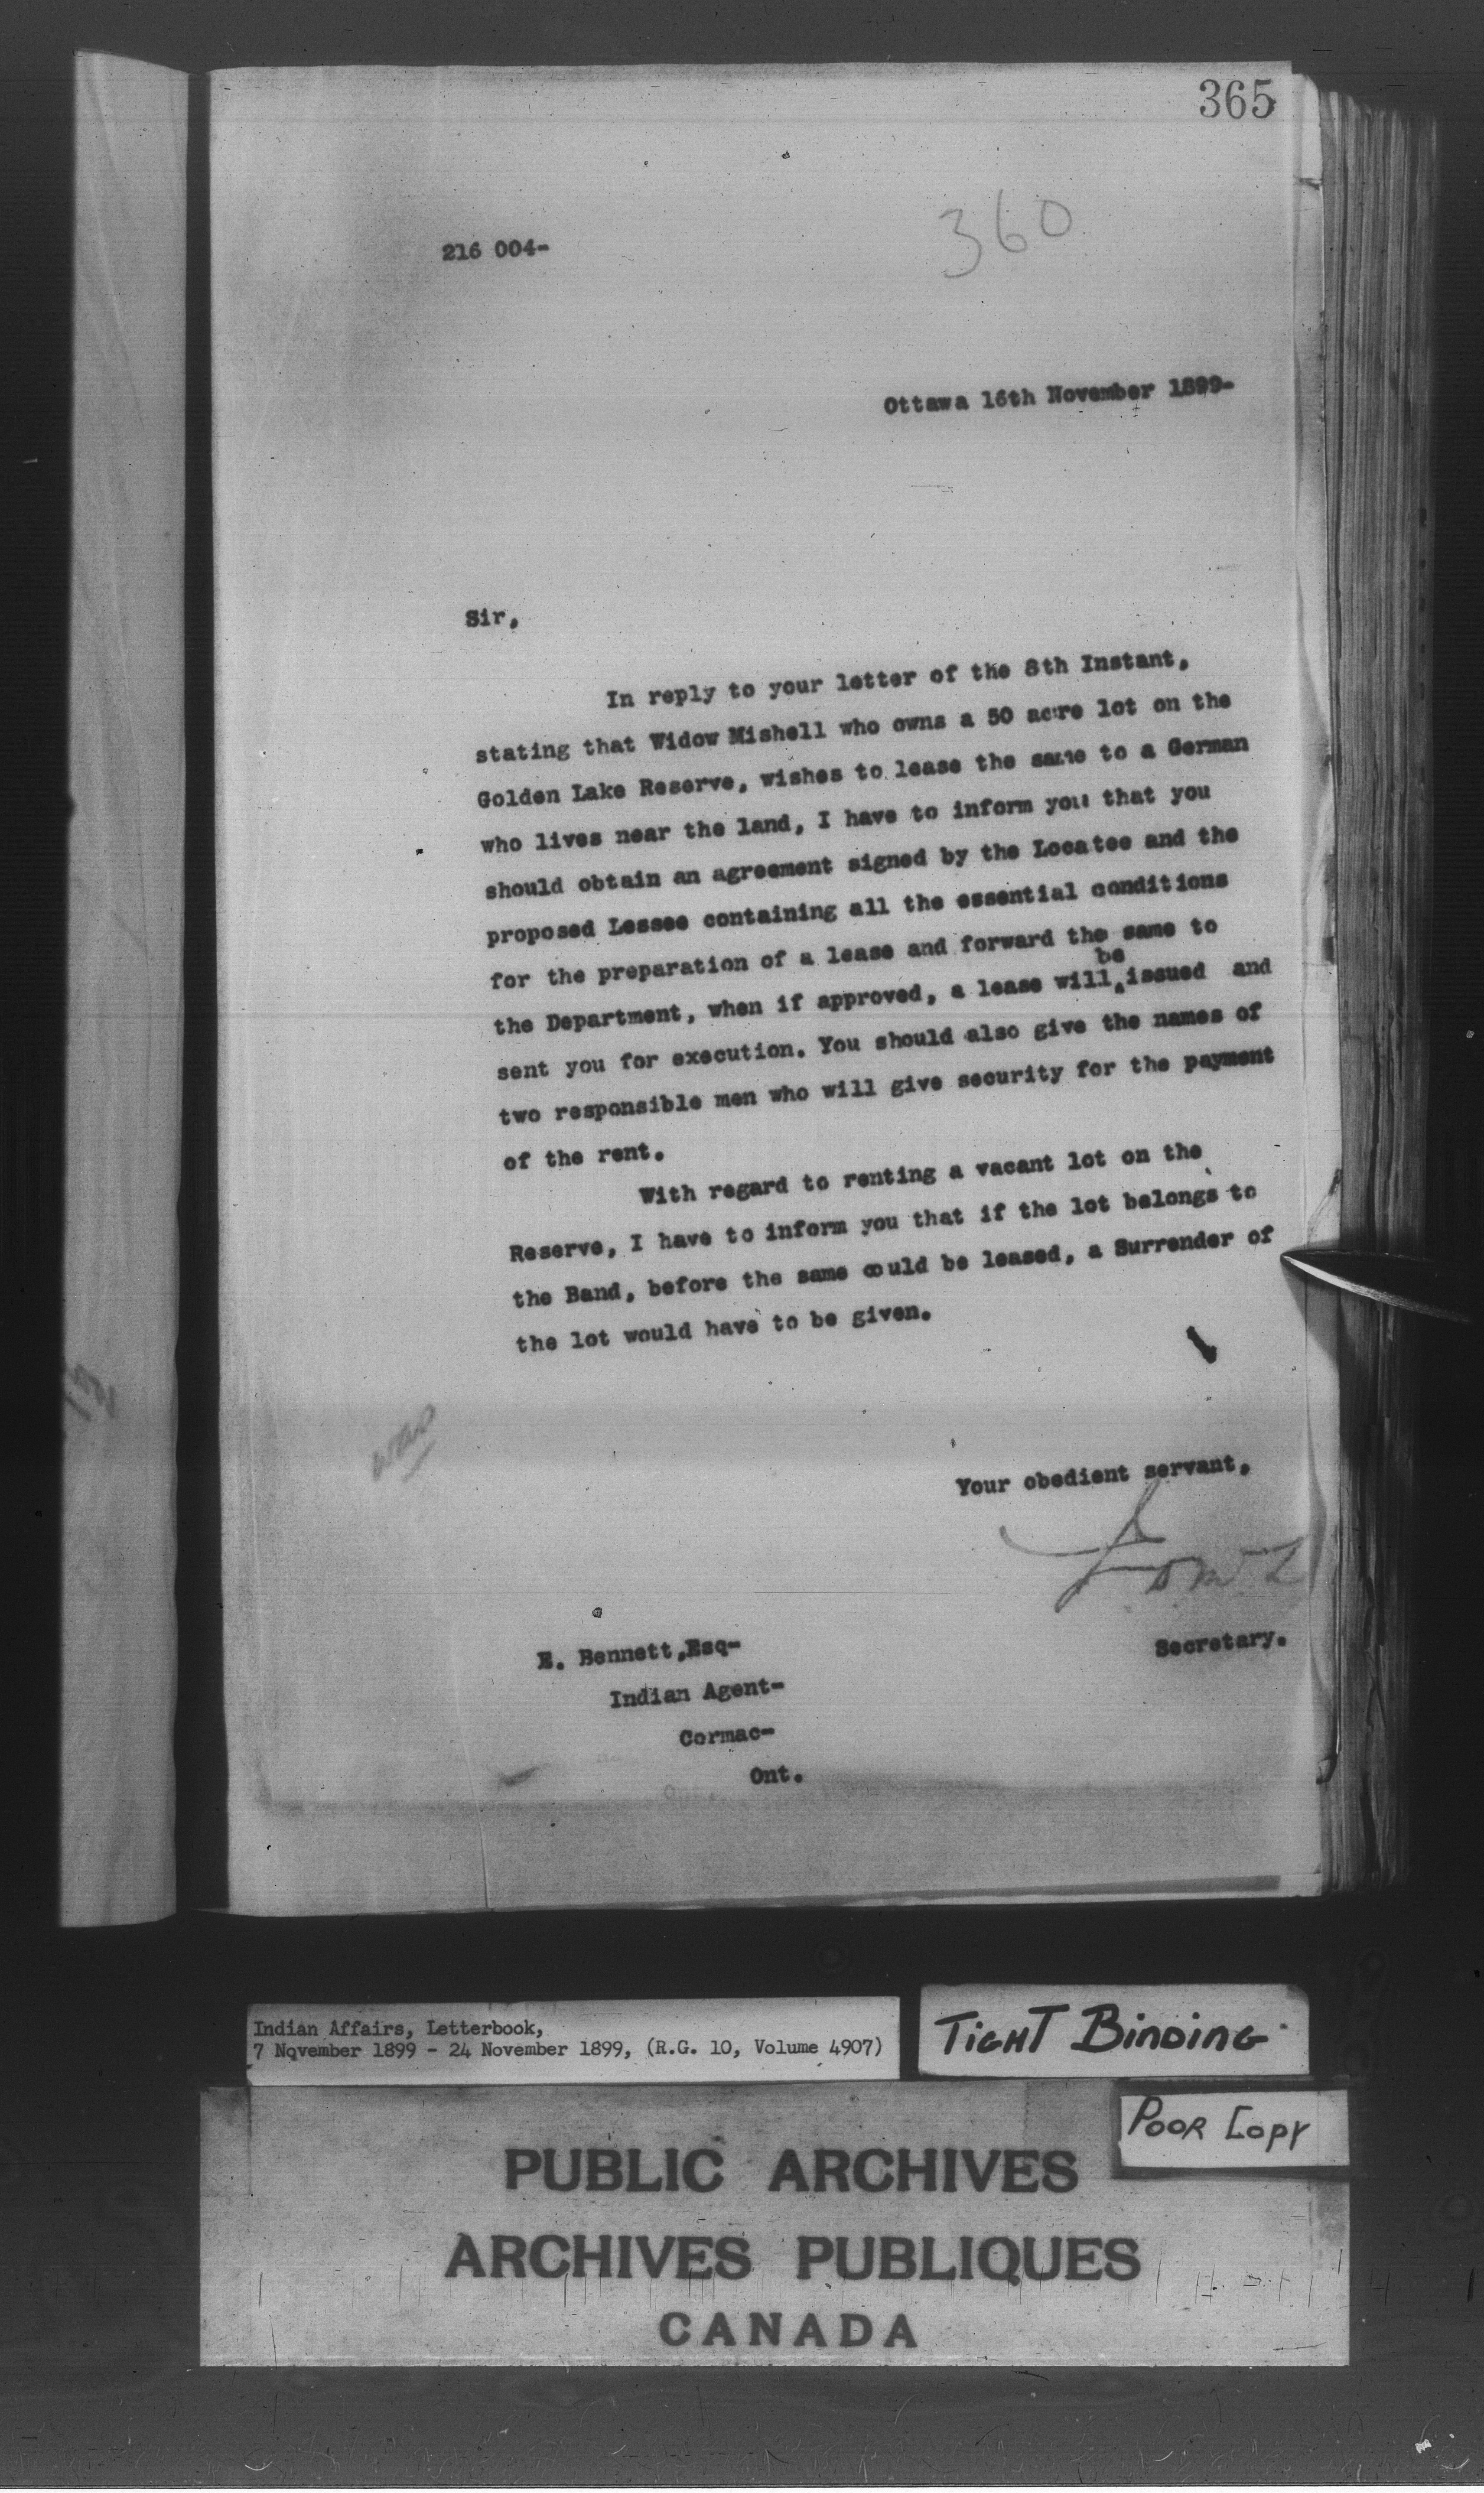 365
360
216 004-
Ottawa 16th November 1899-
Sir,
In reply to your letter of the 8th Instant,
stating that Widow Mishell who owns a 50 acre lot on the
Golden Lake Reserve, wishes to lease the same to a German
who lives near the land, I have to inform you that you
should obtain an agreement signed by the Locatee and the
proposed Lessee containing all the essential conditions
for the preparation of a lease and forward the same to
the Department, when if approved, a lease will be issued and
sent you for execution. You should also give the names of
two responsible men who will give security for the payment
of the rent.
With regard to renting a vacant lot on the
Reserve, I have to inform you that if the lot belongs to
the Band, before the same could be leased, a Surrender of
the lot would have to be given.
Your obedient servant,
Secretary.
E. Bennett,Esq-
Indian Agent-
Cormac-
Ont.
Indian Affairs, Letterbook,
7 November 1899 - 24 November 1899, (R.G. 10, Volume 4907)
TIGHT BINDING
POOR COPY
PUBLIC ARCHIVES
ARCHIVES PUBLIQUES
CANADA